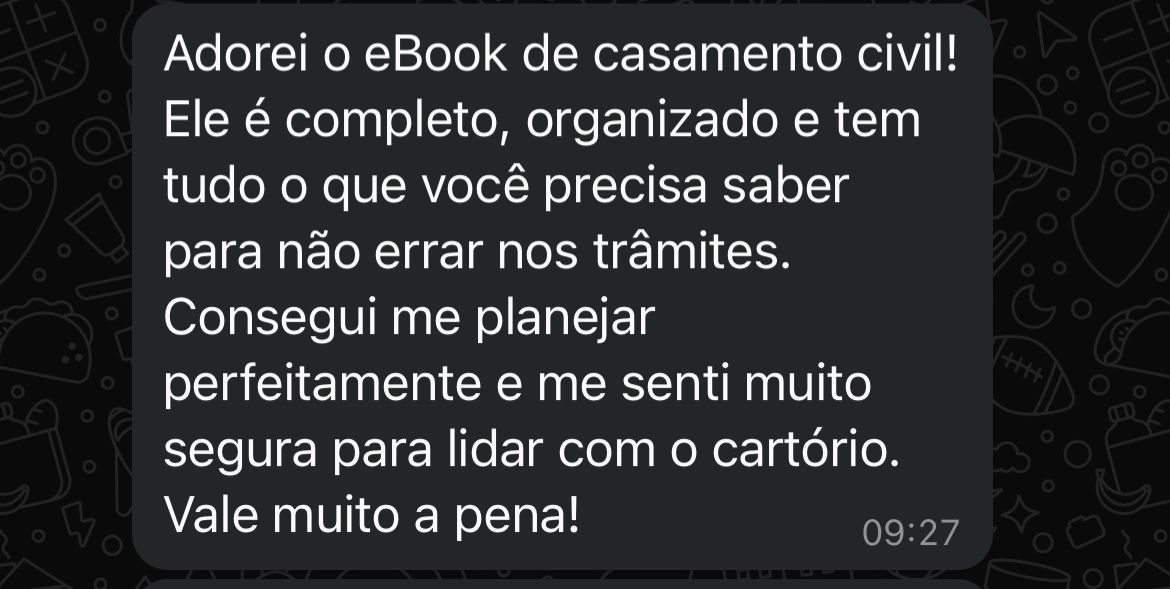 Adorei o eBook de casamento civil!
Ele é completo, organizado e tem
tudo o que você precisa saber
para não errar nos trâmites.
Consegui me planejar
perfeitamente e me senti muito
segura para lidar com o cartório.
Vale muito a pena!
09:27